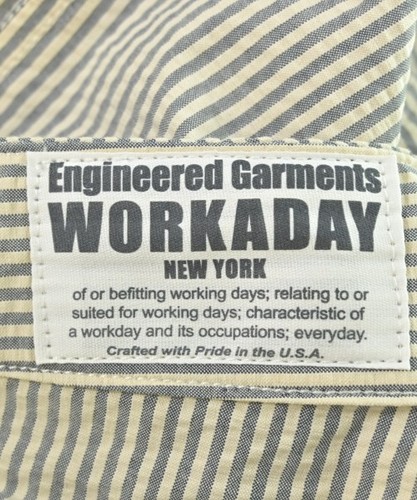 Engineered Garments
WORKADAY
NEW YORK
of or befitting working days; relating to or
suited for working days; characteristic of
a workday and its occupations; everyday.
Crafted with Pride in the U.S.A.